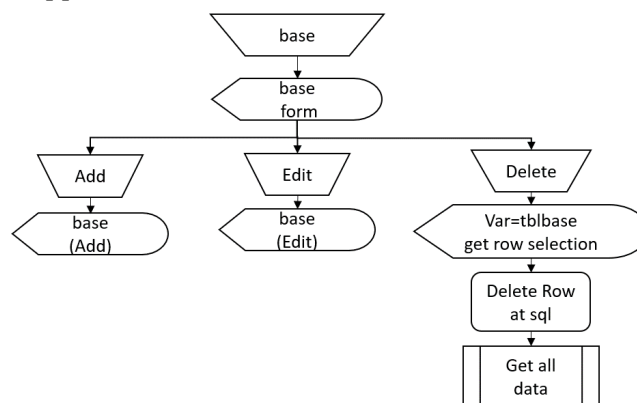 base
base
form
Add
Edit
Delete
base
(Add)
base
(Edit)
Var=tblbase
get row selection
Delete Row
at sql
Get all
data